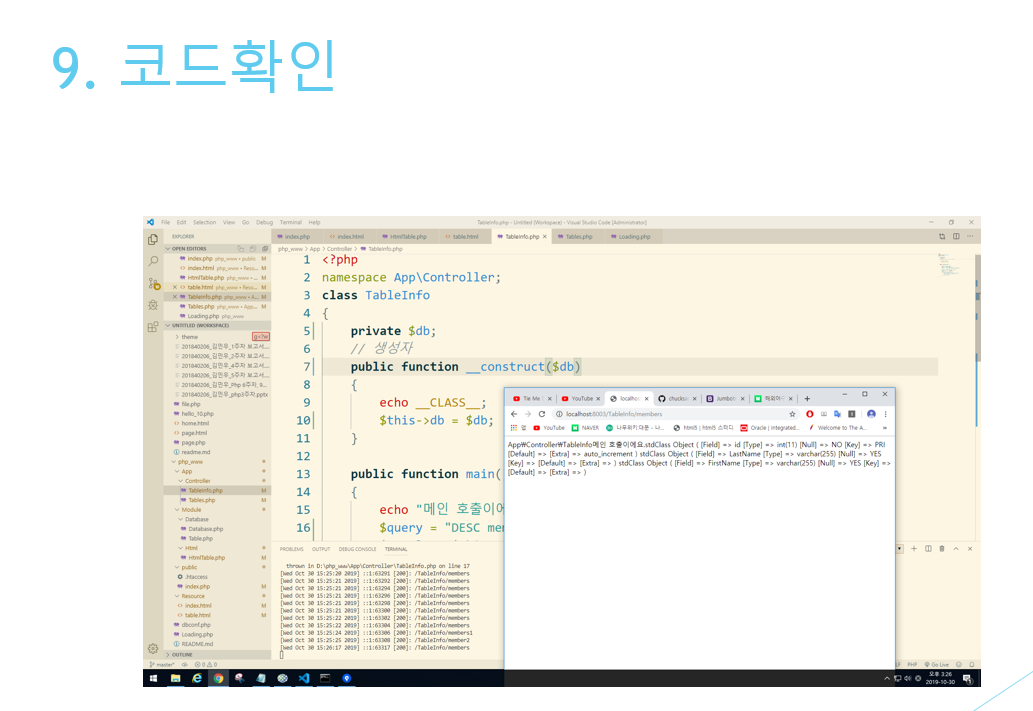 9. 코드확인
File Edit Selection View Go Debug Terminal Help
TableInfo.php - Untitled (Workspace) - Visual Studio Code [Administrator]
EXPLORER
index.php index.html HtmlTable.php table.html TableInfo.php × Tables.php Loading.php
OPEN EDITORS
php_www > App > Controller > TableInfo.php
index.php php_www • public M
index.html php_www • Reso... M
HtmlTable.php php_www • ... M
× table.html php_www • Reso... M
× TableInfo.php php_www • A... M
Tables.php php_www • App... M
Loading.php php_www
UNTITLED (WORKSPACE)
> theme
201840206_김민우_1주차 보고서....
201840206_김민우_2주차 보고서....
201840206_김민우_4주차 보고서....
201840206_김민우_5주차 보고서....
201840206_김민우_Php 6주차, 9...
201840206_김민우_php3주차.pptx
file.php
hello_10.php
home.html
page.html
page.php
readme.md
php_www
App
Controller
TableInfo.php M
Tables.php M
Module
Database
Database.php
Table.php
Html
HtmlTable.php M
public
.htaccess
index.php M
Resource
index.html M
table.html M
dbconf.php
Loading.php
README.md
OUTLINE
1 <?php
2 namespace App\Controller;
3 class TableInfo
4 {
5 private $db;
6 // 생성자
7 public function __construct($db)
8 {
9 echo __CLASS__;
10 $this->db = $db;
11 }
12
13 public function main(
14 {
15 echo "메인 호출이에
16 $query = "DESC mem
Tie Me × YouTube × localhos × chucksa × Jumbotr × × +
localhost:8003/TableInfo/members
앱 YouTube NAVER 나무위키:대문 - 나... html5 | html5 스터디 Oracle | Integrated... Welcome to The A... »
App￦Controller￦TableInfo메인 호출이에요.stdClass Object ( [Field] => id [Type] => int(11) [Null] => NO [Key] => PRI
[Default] => [Extra] => auto_increment ) stdClass Object ( [Field] => LastName [Type] => varchar(255) [Null] => YES
[Key] => [Default] => [Extra] => ) stdClass Object ( [Field] => FirstName [Type] => varchar(255) [Null] => YES [Key] =>
[Default] => [Extra] => )
PROBLEMS OUTPUT DEBUG CONSOLE TERMINAL
thrown in D:\php_www\App\Controller\TableInfo.php on line 17
[Wed Oct 30 15:25:20 2019] ::1:63291 [200]: /TableInfo/members
[Wed Oct 30 15:25:21 2019] ::1:63292 [200]: /TableInfo/members
[Wed Oct 30 15:25:21 2019] ::1:63294 [200]: /TableInfo/members
[Wed Oct 30 15:25:21 2019] ::1:63296 [200]: /TableInfo/members
[Wed Oct 30 15:25:21 2019] ::1:63298 [200]: /TableInfo/members
[Wed Oct 30 15:25:22 2019] ::1:63300 [200]: /TableInfo/members
[Wed Oct 30 15:25:22 2019] ::1:63302 [200]: /TableInfo/members
[Wed Oct 30 15:25:22 2019] ::1:63304 [200]: /TableInfo/members
[Wed Oct 30 15:25:24 2019] ::1:63306 [200]: /TableInfo/members1
[Wed Oct 30 15:25:25 2019] ::1:63308 [200]: /TableInfo/member2
[Wed Oct 30 15:26:17 2019] ::1:63317 [200]: /TableInfo/members
master* 0 0
LF PHP Go Live
오후 3:26
2019-10-30